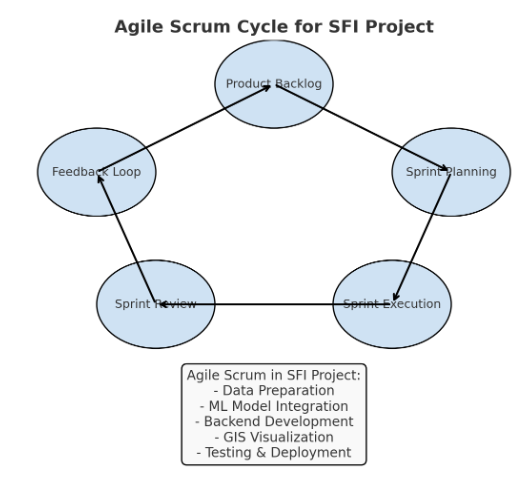 Agile Scrum Cycle for SFI Project
Product Backlog
Feedback Loop
Sprint Planning
Sprint Review
Sprint Execution
Agile Scrum in SFI Project:
- Data Preparation
- ML Model Integration
- Backend Development
- GIS Visualization
- Testing & Deployment